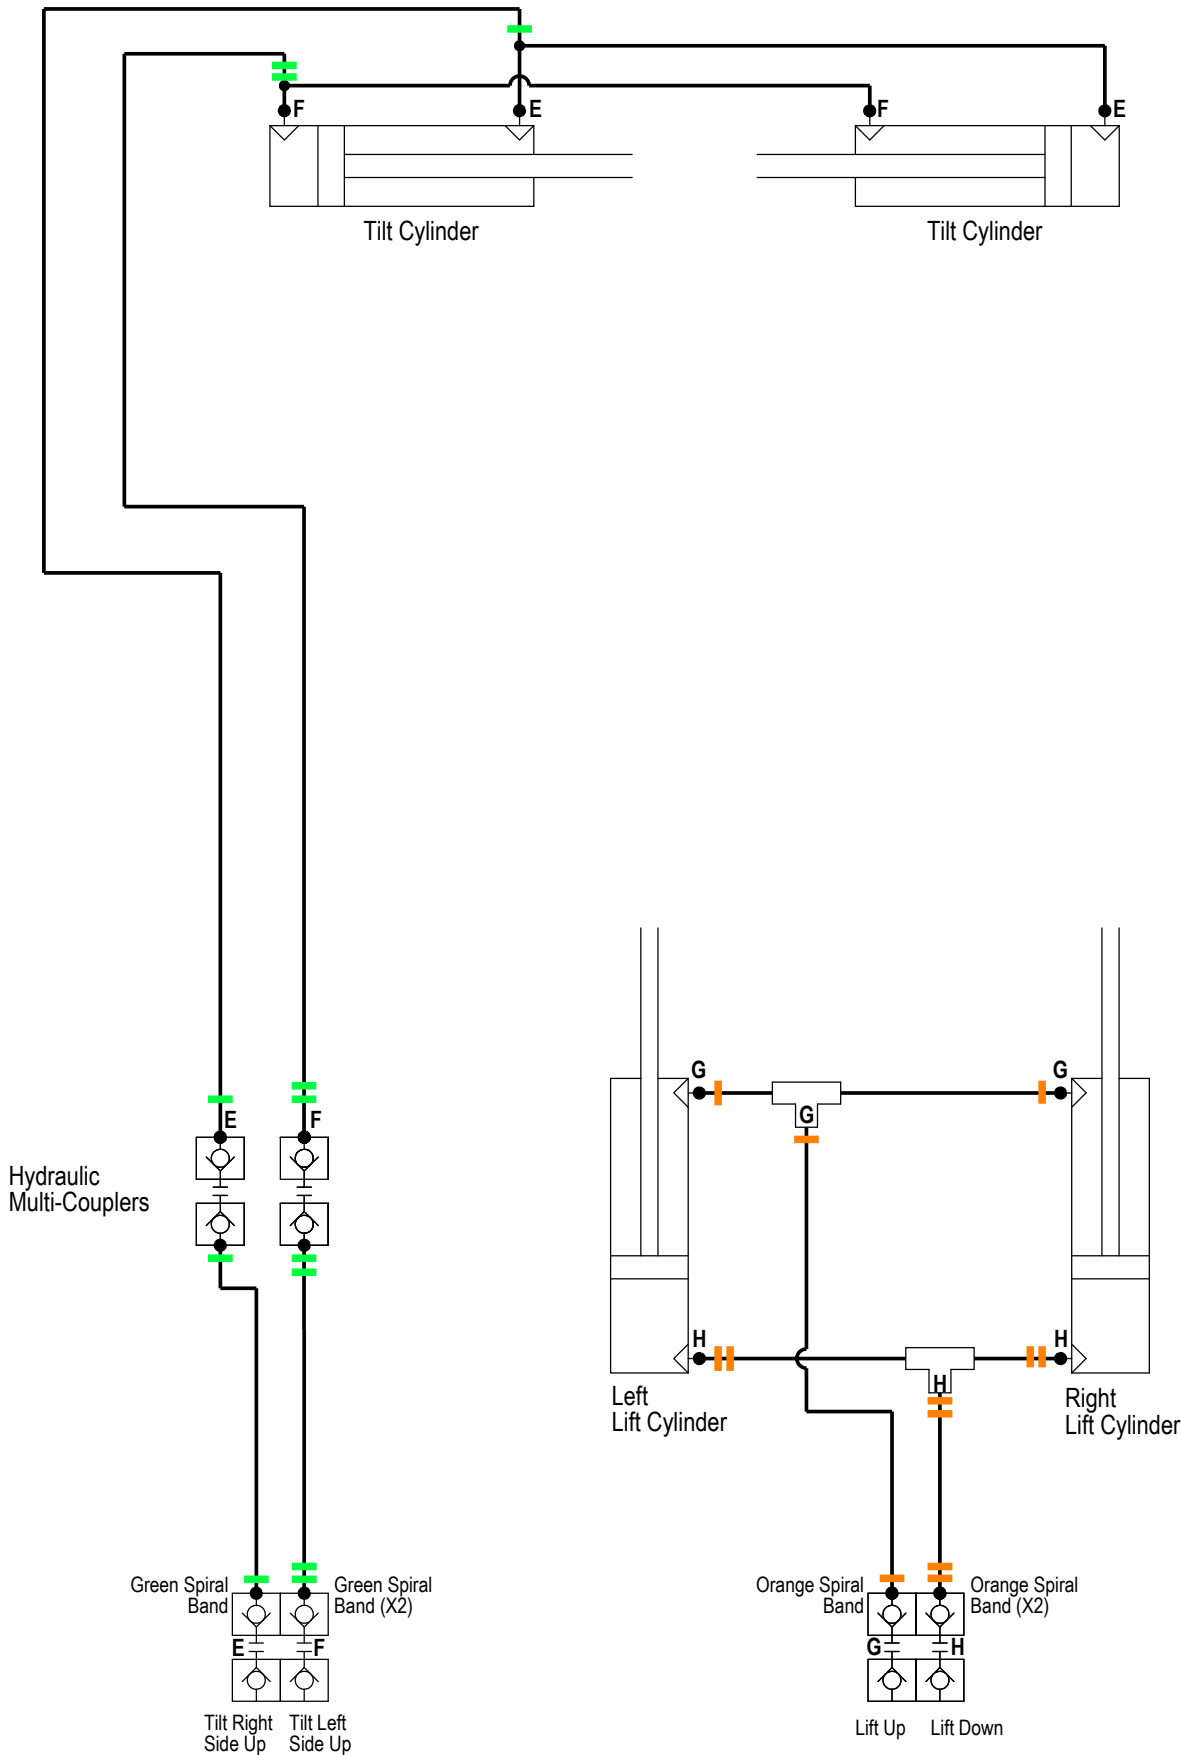 F
E
F
E
Tilt Cylinder
Tilt Cylinder
G
G
G
E
F
Hydraulic
Multi-Couplers
H
H
H
Left
Lift Cylinder
Right
Lift Cylinder
Green Spiral
Band
Green Spiral
Band (X2)
Orange Spiral
Band
Orange Spiral
Band (X2)
E
F
G
H
Tilt Right
Side Up
Tilt Left
Side Up
Lift Up
Lift Down